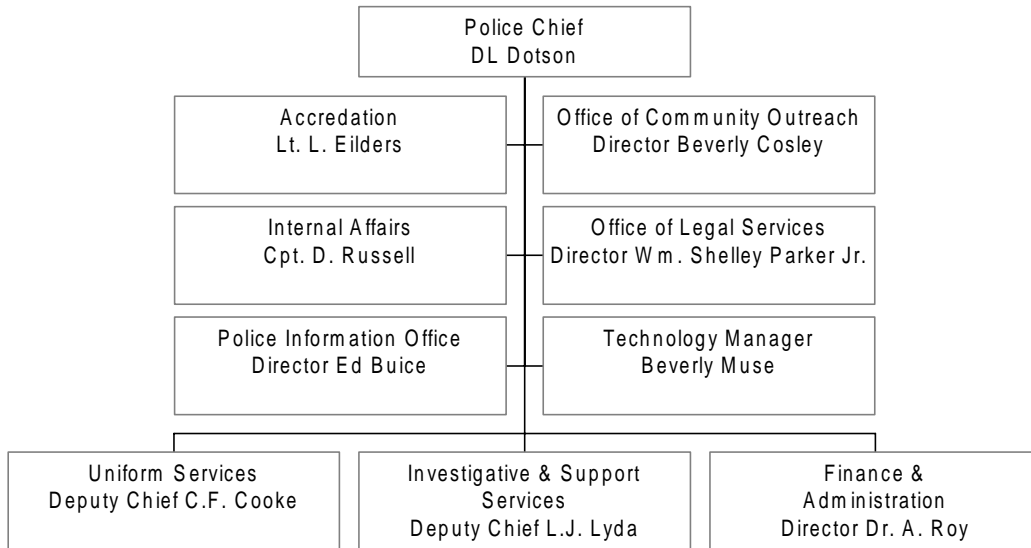 Police Chief
DL Dotson
Accredation
Lt. L. Eilders
Office of Community Outreach
Director Beverly Cosley
Internal Affairs
Cpt. D. Russell
Office of Legal Services
Director Wm. Shelley Parker Jr.
Police Information Office
Director Ed Buice
Technology Manager
Beverly Muse
Uniform Services
Deputy Chief C.F. Cooke
Investigative & Support
Services
Deputy Chief L.J. Lyda
Finance &
Administration
Director Dr. A. Roy